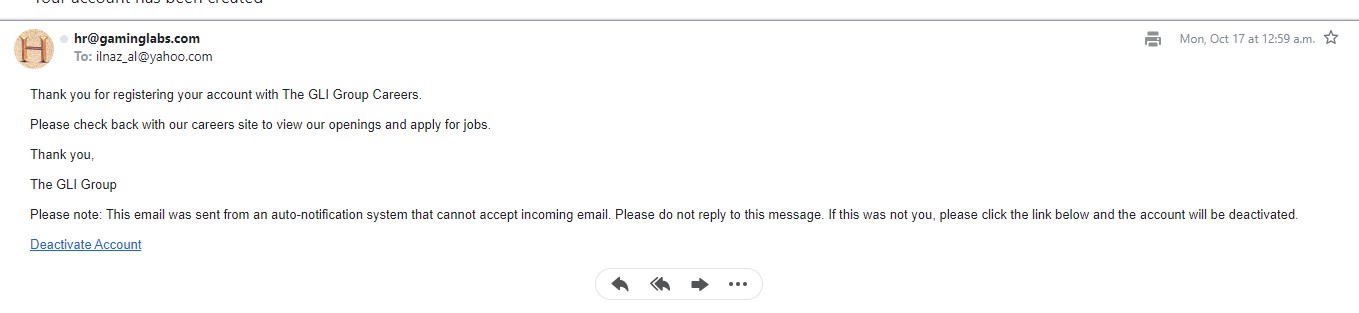 Your account has been created
hr@gaminglabs.com
Mon, Oct 17 at 12:59 a.m.
To: ilnaz_al@yahoo.com
Thank you for registering your account with The GLI Group Careers.
Please check back with our careers site to view our openings and apply for jobs.
Thank you,
The GLI Group
Please note: This email was sent from an auto-notification system that cannot accept incoming email. Please do not reply to this message. If this was not you, please click the link below and the account will be deactivated.
Deactivate Account